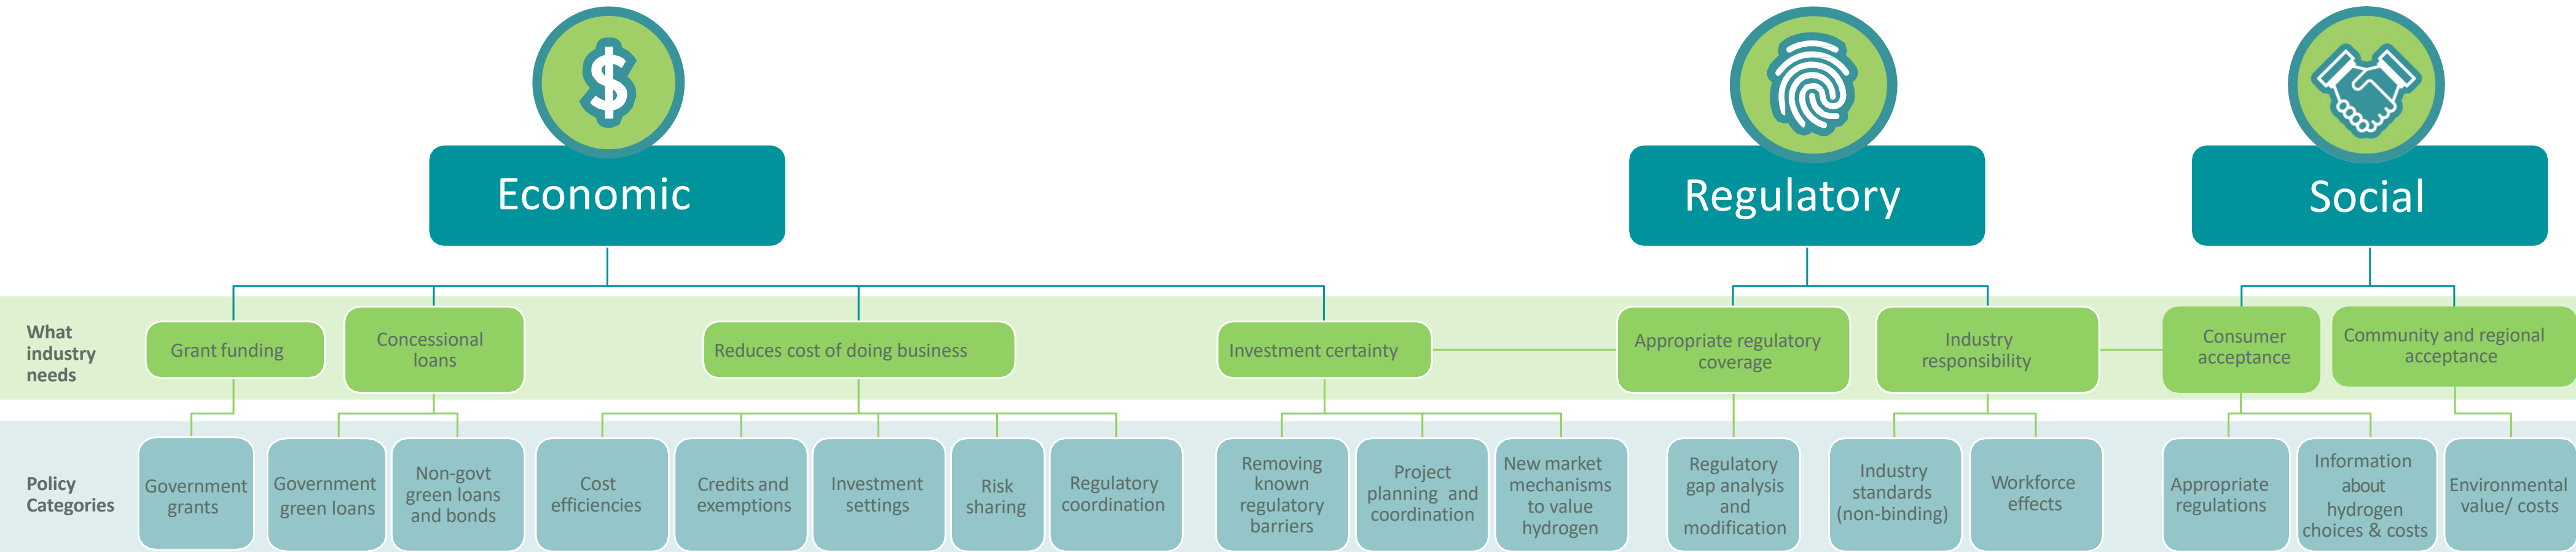 Economic
Regulatory
Social
What
industry
needs
Grant funding
Concessional
loans
Reduces cost of doing business
Investment certainty
Appropriate regulatory
coverage
Industry
responsibility
Consumer
acceptance
Community and regional
acceptance
Policy
Categories
Government
grants
Government
green loans
Non-govt
green loans
and bonds
Cost
efficiencies
Credits and
exemptions
Investment
settings
Risk
sharing
Regulatory
coordination
Removing
known
regulatory
barriers
Project
planning and
coordination
New market
mechanisms
to value
hydrogen
Regulatory
gap analysis
and
modification
Industry
standards
(non-binding)
Workforce
effects
Appropriate
regulations
Information
about
hydrogen
choices & costs
Environmental
value/ costs